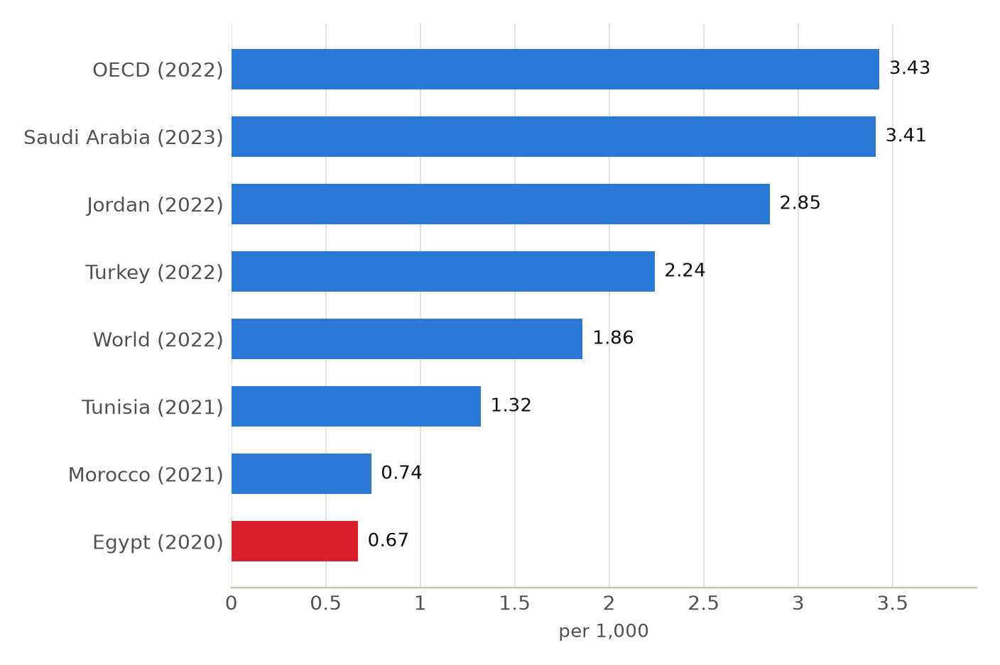 OECD (2022) 3.43
Saudi Arabia (2023) 3.41
Jordan (2022) 2.85
Turkey (2022) 2.24
World (2022) 1.86
Tunisia (2021) 1.32
Morocco (2021) 0.74
Egypt (2020) 0.67
0 0.5 1 1.5 2 2.5 3 3.5
per 1,000